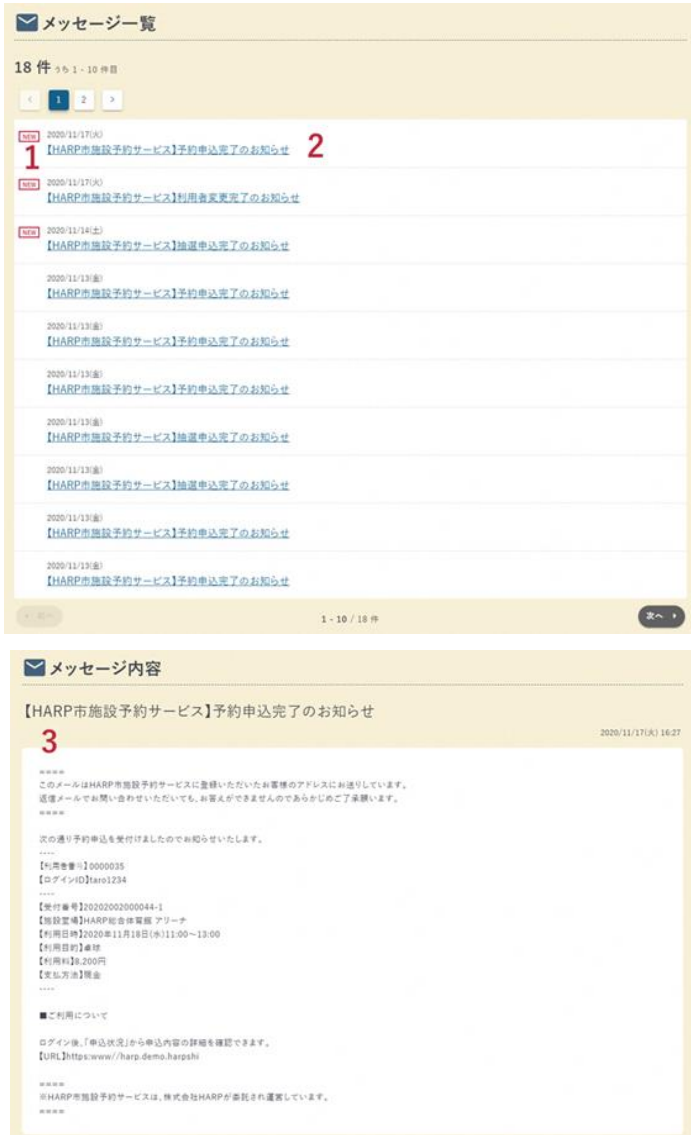 メッセージ一覧
18 件 うち 1 - 10 件目
1 2
NEW 2020/11/17(火)
1 【HARP市施設予約サービス】予約申込完了のお知らせ 2
NEW 2020/11/17(火)
【HARP市施設予約サービス】利用者変更完了のお知らせ
NEW 2020/11/14(土)
【HARP市施設予約サービス】抽選申込完了のお知らせ
2020/11/13(金)
【HARP市施設予約サービス】予約申込完了のお知らせ
2020/11/13(金)
【HARP市施設予約サービス】予約申込完了のお知らせ
2020/11/13(金)
【HARP市施設予約サービス】予約申込完了のお知らせ
2020/11/13(金)
【HARP市施設予約サービス】抽選申込完了のお知らせ
2020/11/13(金)
【HARP市施設予約サービス】抽選申込完了のお知らせ
2020/11/13(金)
【HARP市施設予約サービス】予約申込完了のお知らせ
2020/11/13(金)
【HARP市施設予約サービス】予約申込完了のお知らせ
1 - 10 / 18 件 次へ
メッセージ内容
【HARP市施設予約サービス】予約申込完了のお知らせ
3 2020/11/17(火) 16:27
====
このメールはHARP市施設予約サービスに登録いただいたお客様のアドレスにお送りしています。
返信メールでお問い合わせいただいても、お答えができませんのであらかじめご了承願います。
====
次の通り予約申込を受付けましたのでお知らせいたします。
----
【利用者番号】0000035
【ログインID】taro1234
----
【受付番号】20202002000044-1
【施設室場】HARP総合体育館 アリーナ
【利用日時】2020年11月18日(水)11:00～13:00
【利用目的】卓球
【利用料】8,200円
【支払方法】現金
----
■ご利用について
ログイン後、「申込状況」から申込内容の詳細を確認できます。
【URL】https:www//harp.demo.harpshi
====
※HARP市施設予約サービスは、株式会社HARPが委託され運営しています。
====